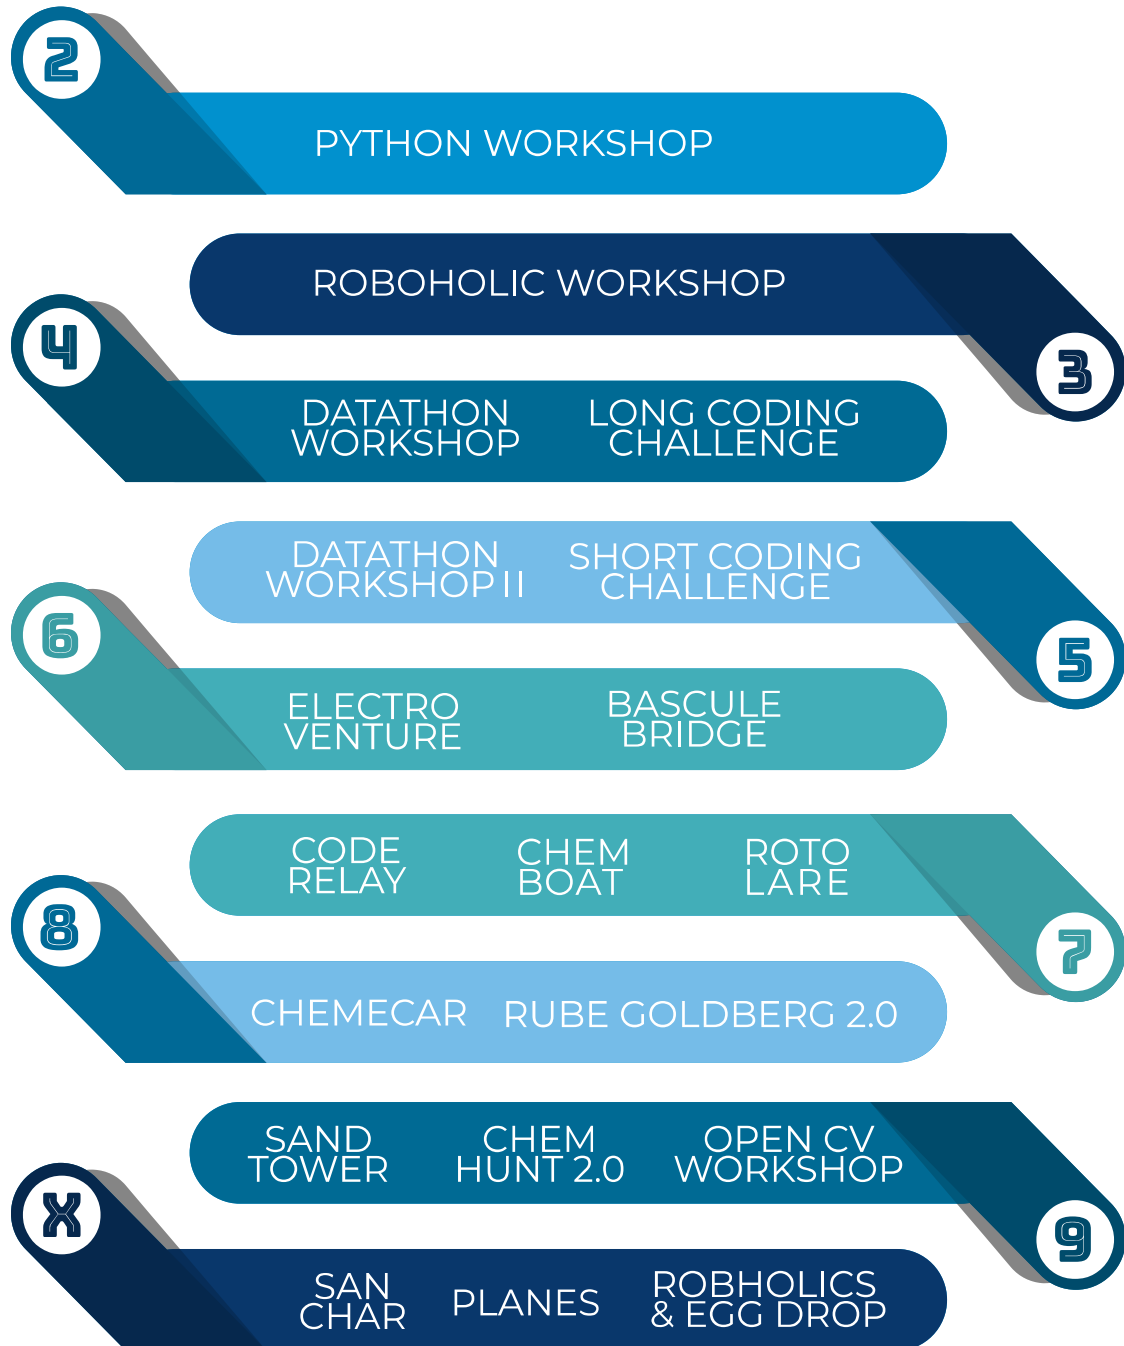 2
PYTHON WORKSHOP
ROBOHOLIC WORKSHOP
3
4
DATATHON
WORKSHOP
LONG CODING
CHALLENGE
DATATHON
WORKSHOP II
SHORT CODING
CHALLENGE
5
6
ELECTRO
VENTURE
BASCULE
BRIDGE
CODE
RELAY
CHEM
BOAT
ROTO
LARE
7
8
CHEMECAR
RUBE GOLDBERG 2.0
SAND
TOWER
CHEM
HUNT 2.0
OPEN CV
WORKSHOP
9
X
SAN
CHAR
PLANES
ROBHOLICS
& EGG DROP